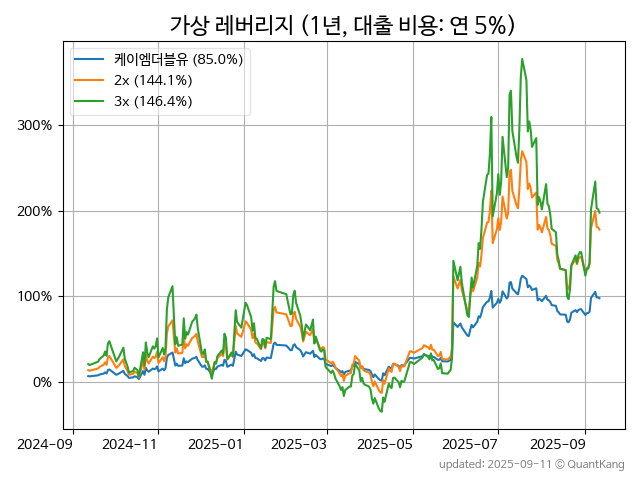 가상 레버리지 (1년, 대출 비용: 연 5%)
케이엠더블유 (85.0%)
2x (144.1%)
3x (146.4%)
300%
200%
100%
0%
2024-09 2024-11 2025-01 2025-03 2025-05 2025-07 2025-09
updated: 2025-09-11 © QuantKang